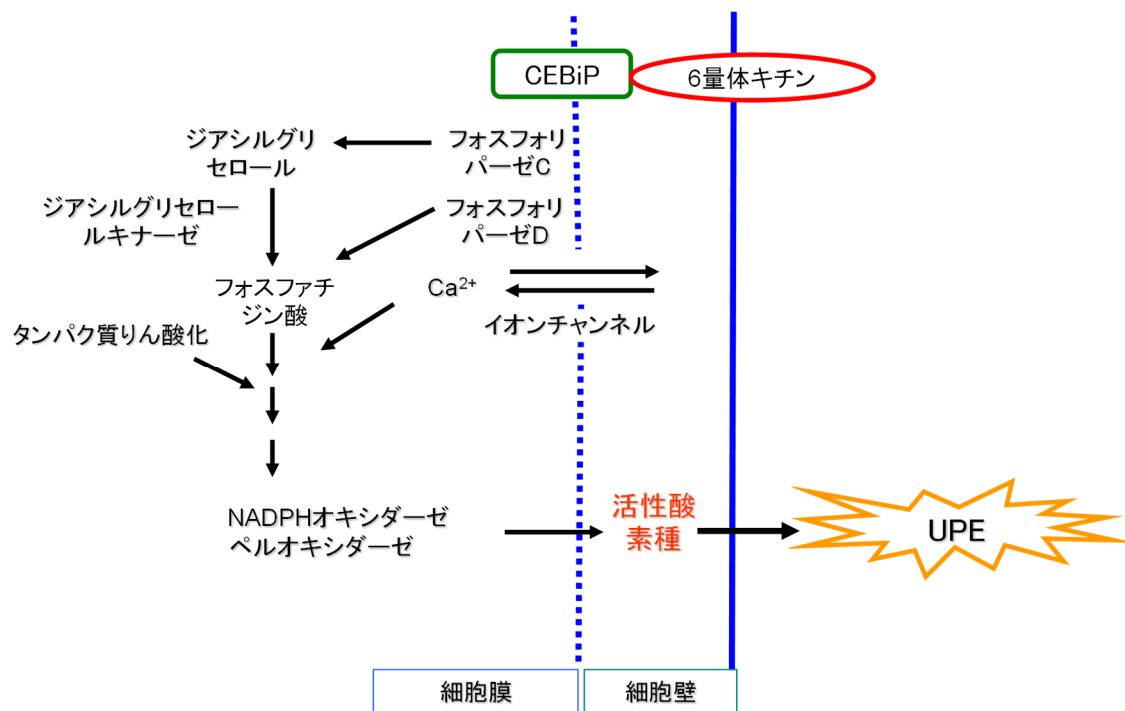 CEBiP
6量体キチン
ジアシルグリ
セロール
フォスフォリ
パーゼC
ジアシルグリセロー
ルキナーゼ
フォスフォリ
パーゼD
フォスファチ
ジン酸
Ca²⁺
イオンチャンネル
タンパク質りん酸化
NADPHオキシダーゼ
ペルオキシダーゼ
活性酸
素種
UPE
細胞膜
細胞壁